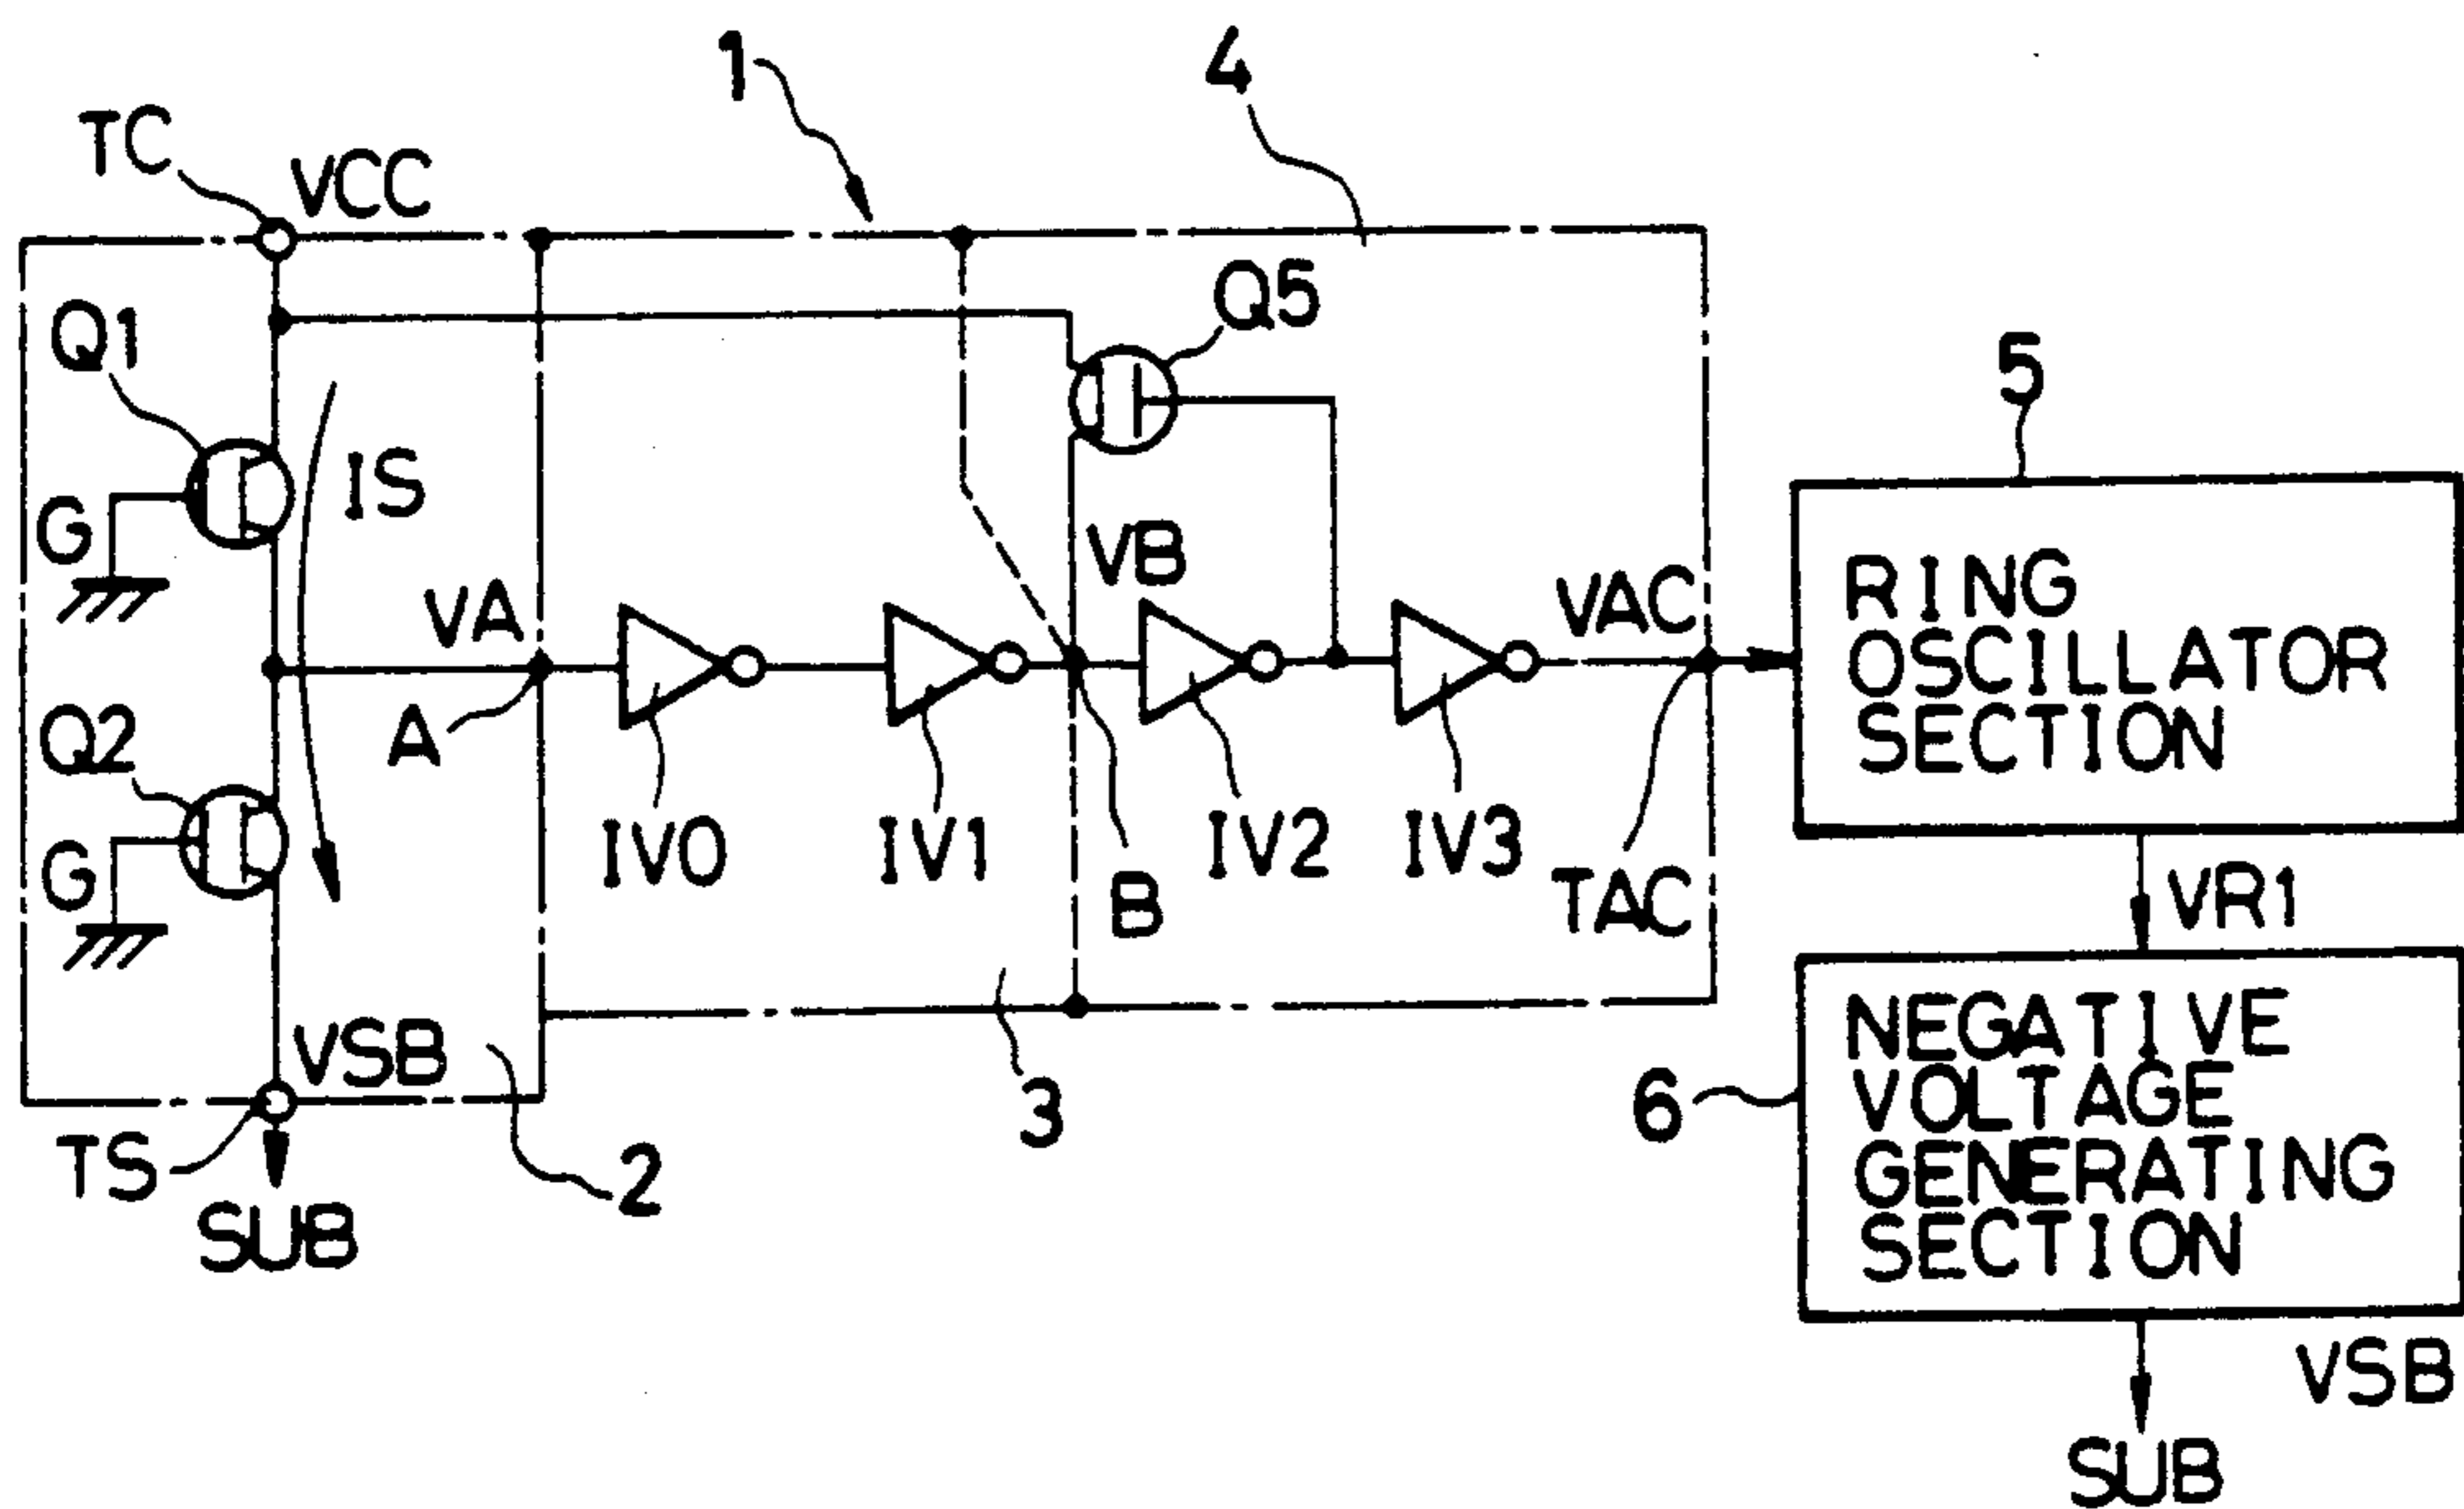 1
4
TC
VCC
Q1
Q5
5
IS
G
VB
VA
VAC
RING
OSCILLATOR
SECTION
A
Q2
G
IV0
IV1
IV2
IV3
B
TAC
VR1
VSB
2
3
6
NEGATIVE
VOLTAGE
GENERATING
SECTION
TS
SUB
VSB
SUB